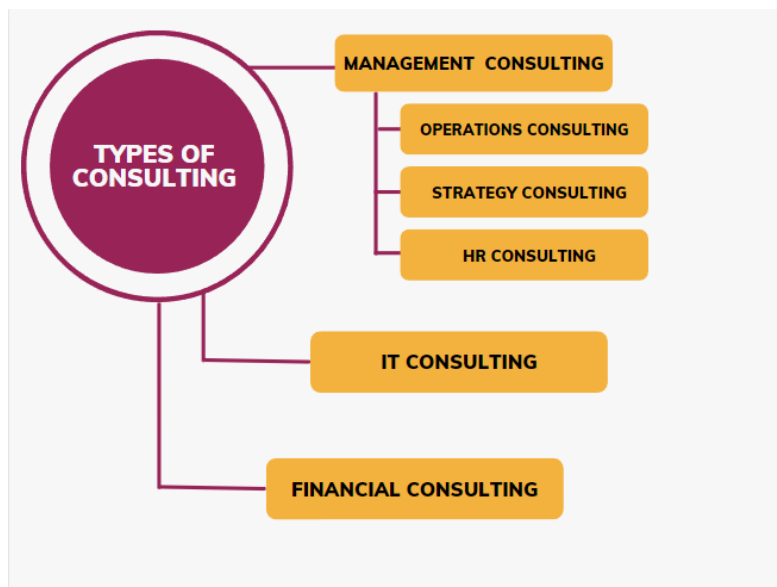 TYPES OF
CONSULTING
MANAGEMENT CONSULTING
OPERATIONS CONSULTING
STRATEGY CONSULTING
HR CONSULTING
IT CONSULTING
FINANCIAL CONSULTING